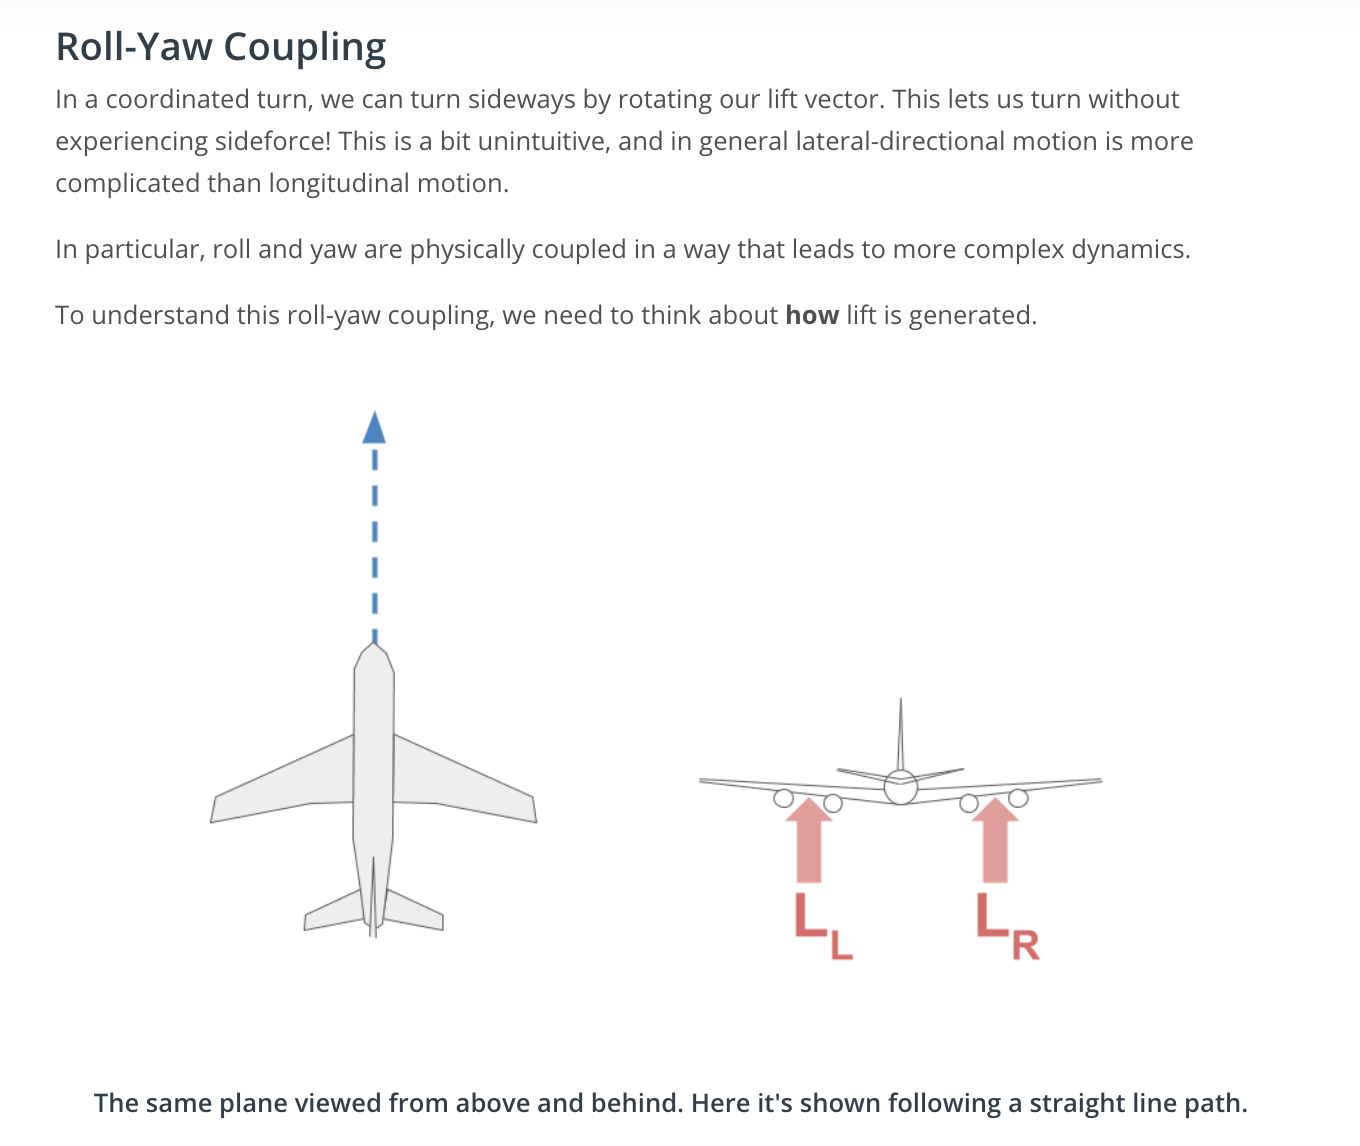 Roll-Yaw Coupling
In a coordinated turn, we can turn sideways by rotating our lift vector. This lets us turn without
experiencing sideforce! This is a bit unintuitive, and in general lateral-directional motion is more
complicated than longitudinal motion.
In particular, roll and yaw are physically coupled in a way that leads to more complex dynamics.
To understand this roll-yaw coupling, we need to think about how lift is generated.
L_L L_R
The same plane viewed from above and behind. Here it's shown following a straight line path.